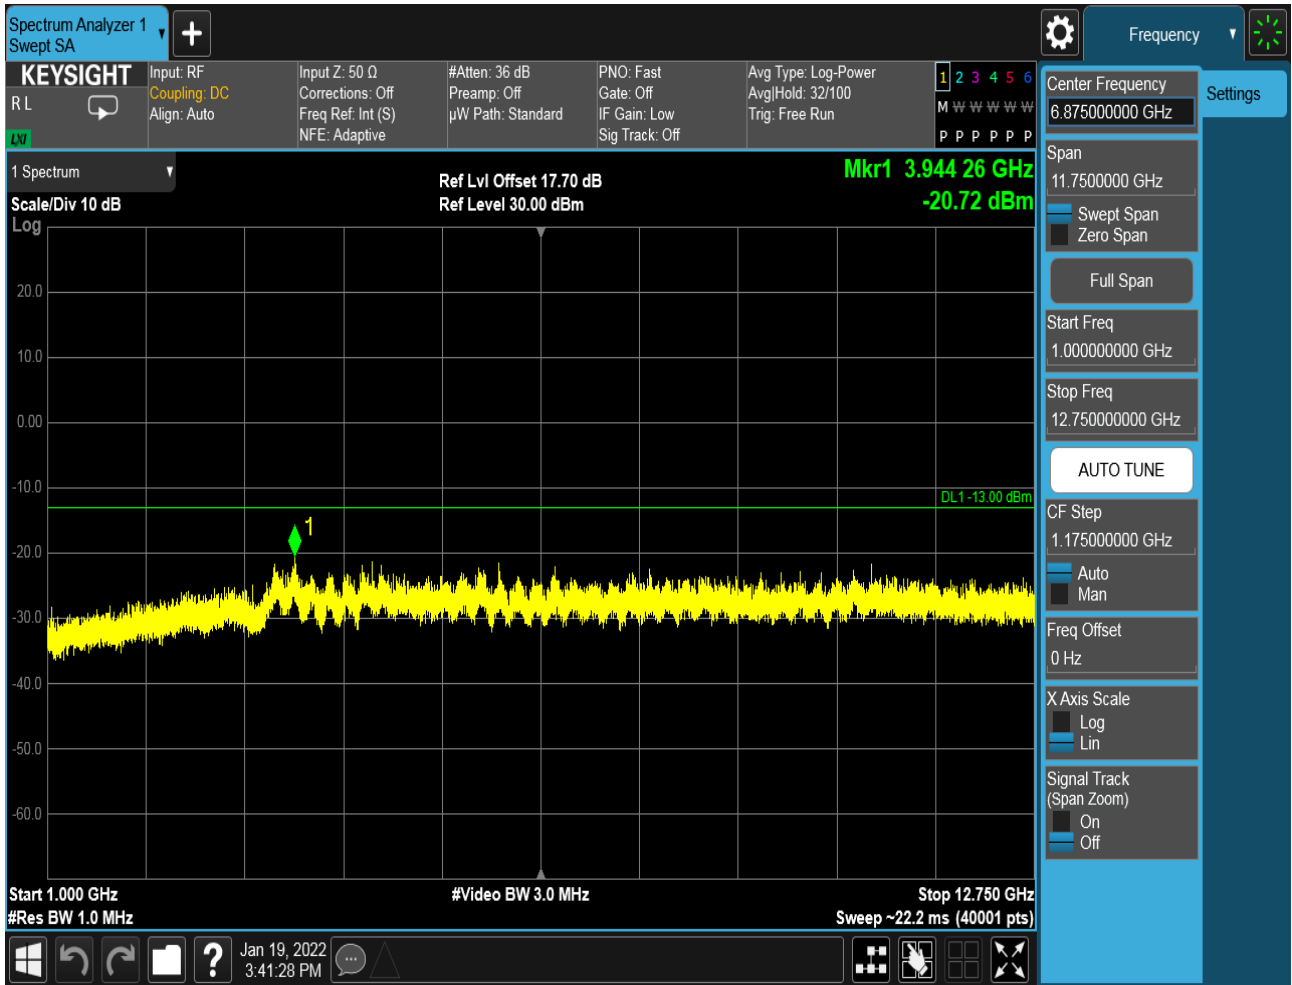 Spectrum Analyzer 1
Swept SA
Frequency
KEYSIGHT
R L
LXI
Input: RF
Coupling: DC
Align: Auto
Input Z: 50 Ω
Corrections: Off
Freq Ref: Int (S)
NFE: Adaptive
#Atten: 36 dB
Preamp: Off
µW Path: Standard
PNO: Fast
Gate: Off
IF Gain: Low
Sig Track: Off
Avg Type: Log-Power
Avg|Hold: 32/100
Trig: Free Run
1 2 3 4 5 6
M W W W W W
P P P P P P
1 Spectrum
Scale/Div 10 dB
Log
Ref Lvl Offset 17.70 dB
Ref Level 30.00 dBm
Mkr1 3.944 26 GHz
-20.72 dBm
20.0
10.0
0.00
-10.0
-20.0
-30.0
-40.0
-50.0
-60.0
DL1 -13.00 dBm
1
Start 1.000 GHz
#Res BW 1.0 MHz
#Video BW 3.0 MHz
Stop 12.750 GHz
Sweep ~22.2 ms (40001 pts)
Jan 19, 2022
3:41:28 PM
Center Frequency
6.875000000 GHz
Settings
Span
11.7500000 GHz
Swept Span
Zero Span
Full Span
Start Freq
1.000000000 GHz
Stop Freq
12.750000000 GHz
AUTO TUNE
CF Step
1.175000000 GHz
Auto
Man
Freq Offset
0 Hz
X Axis Scale
Log
Lin
Signal Track
(Span Zoom)
On
Off